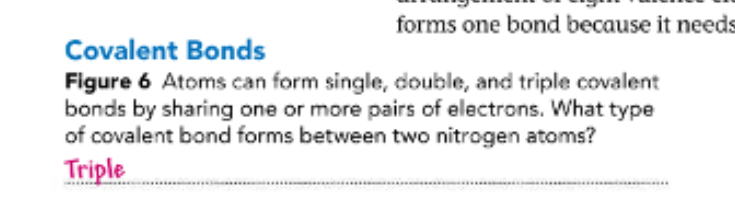 forms one bond because it needs
Covalent Bonds
Figure 6 Atoms can form single, double, and triple covalent
bonds by sharing one or more pairs of electrons. What type
of covalent bond forms between two nitrogen atoms?
Triple